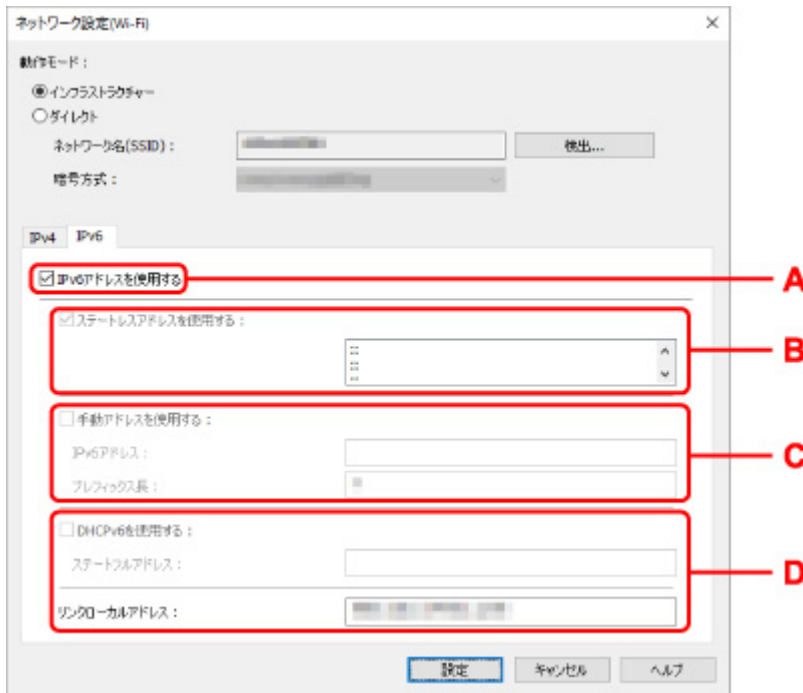 ネットワーク設定(Wi-Fi)
動作モード：
インフラストラクチャー
ダイレクト
ネットワーク名(SSID)：
検出...
暗号方式：
IPv4 IPv6
IPv6アドレスを使用する
A
ステートレスアドレスを使用する：
::
::
::
B
手動アドレスを使用する：
IPv6アドレス：
プレフィックス長：
C
DHCPv6を使用する：
ステートフルアドレス：
D
リンクローカルアドレス：
設定 キャンセル ヘルプ